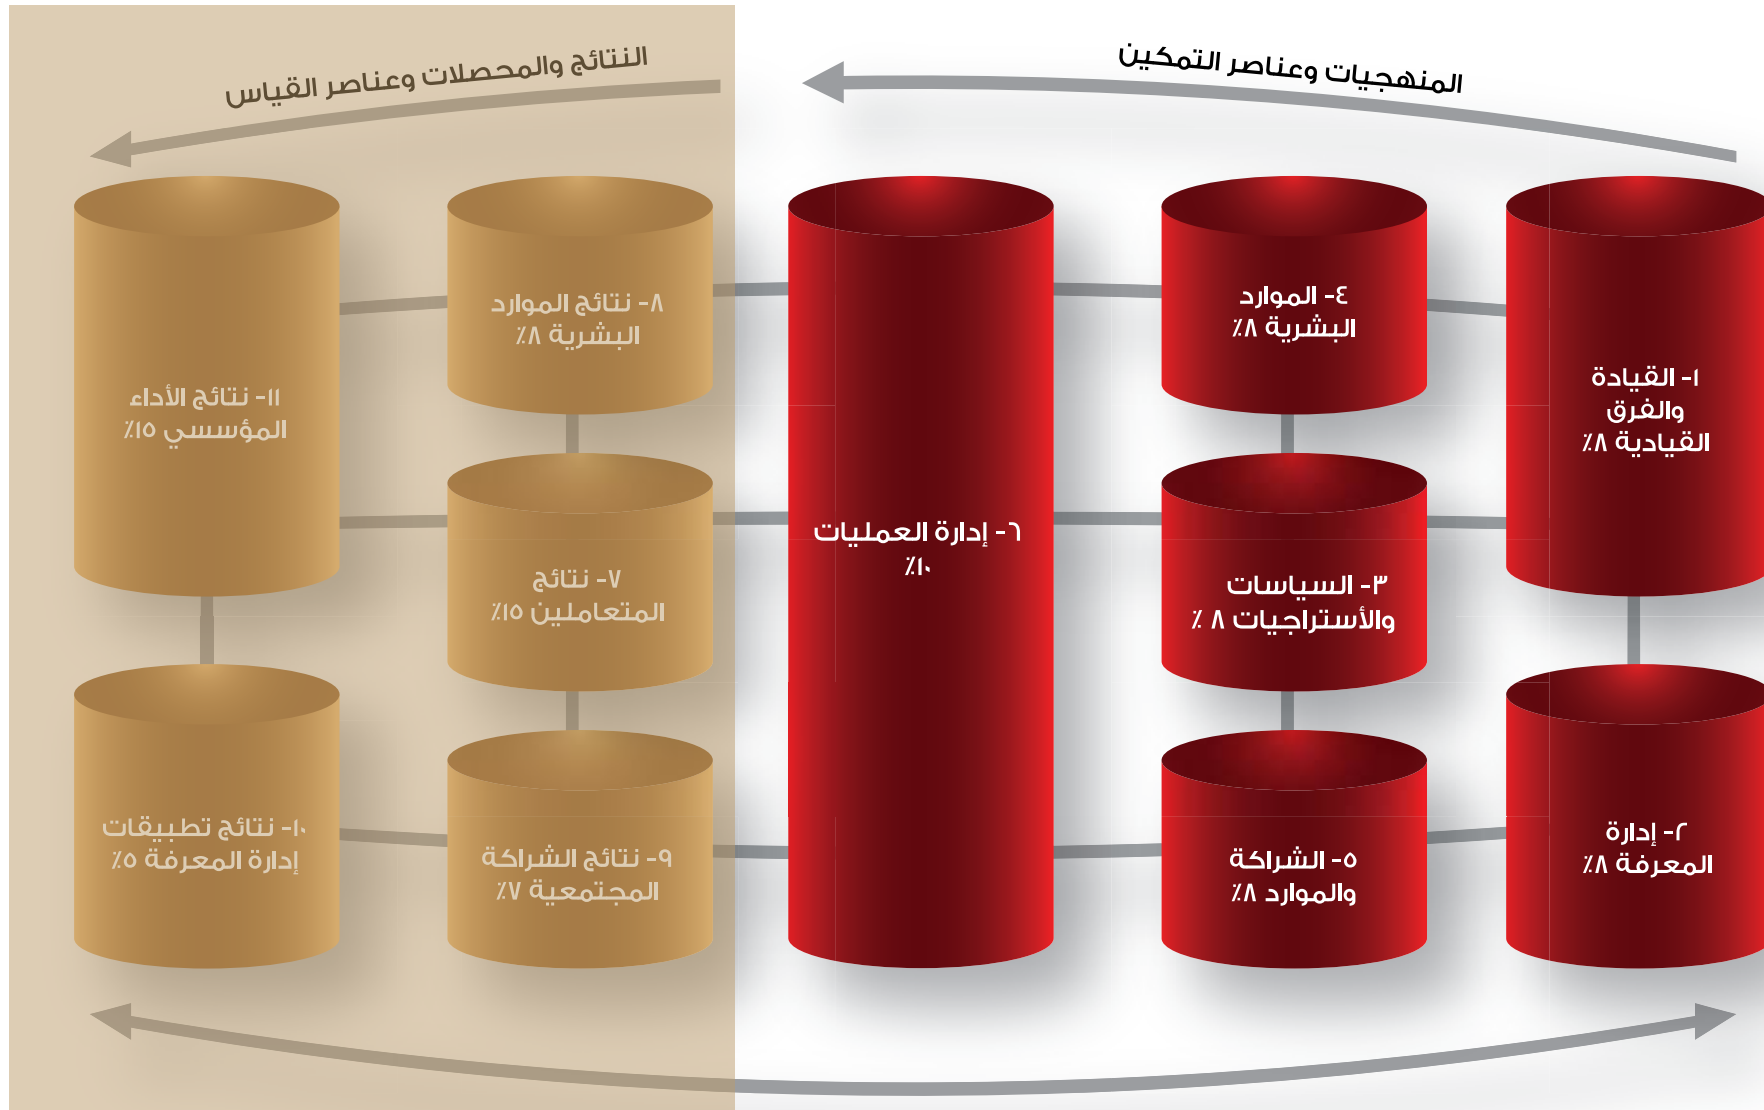 المنهجيات وعناصر التمكين
النتائج والمحصلات وعناصر القياس
١- القيادة
والفرق
القيادية ٨٪
٢- إدارة
المعرفة ٨٪
٤- الموارد
البشرية ٨٪
٣- السياسات
والأستراجيات ٨ ٪
٥- الشراكة
والموارد ٨٪
٦- إدارة العمليات
١٠٪
٨- نتائج الموارد
البشرية ٨٪
٧- نتائج
المتعاملين ١٥٪
٩- نتائج الشراكة
المجتمعية ٧٪
١١- نتائج الأداء
المؤسسي ١٥٪
١٠- نتائج تطبيقات
إدارة المعرفة ٥٪